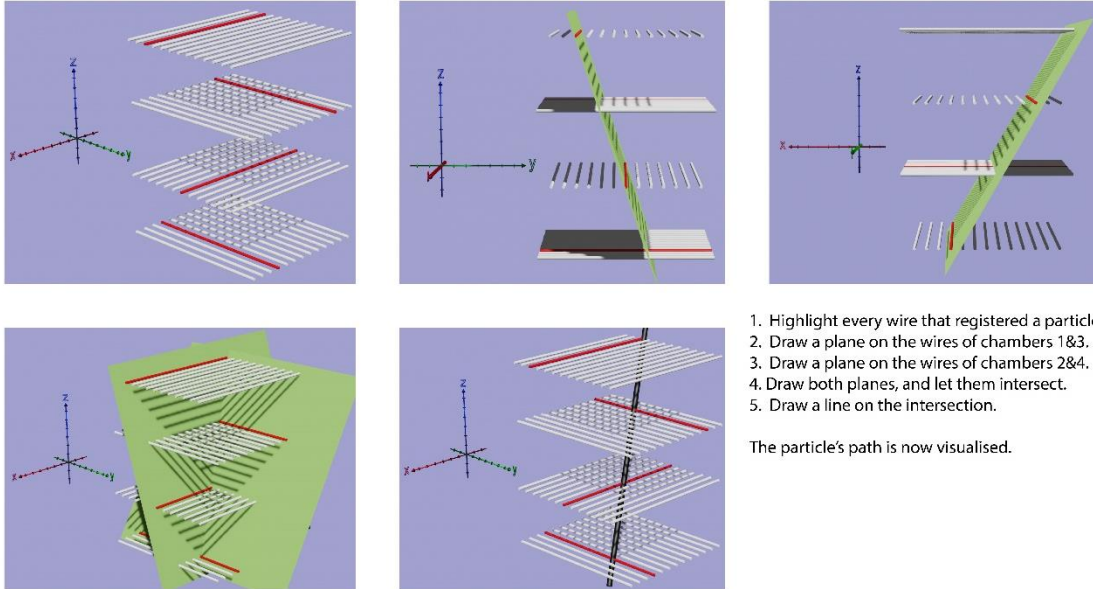 z
x
y
z
y
z
x
1. Highlight every wire that registered a particle
2. Draw a plane on the wires of chambers 1&3.
3. Draw a plane on the wires of chambers 2&4.
4. Draw both planes, and let them intersect.
5. Draw a line on the intersection.
The particle's path is now visualised.
z
x
y
z
x
y